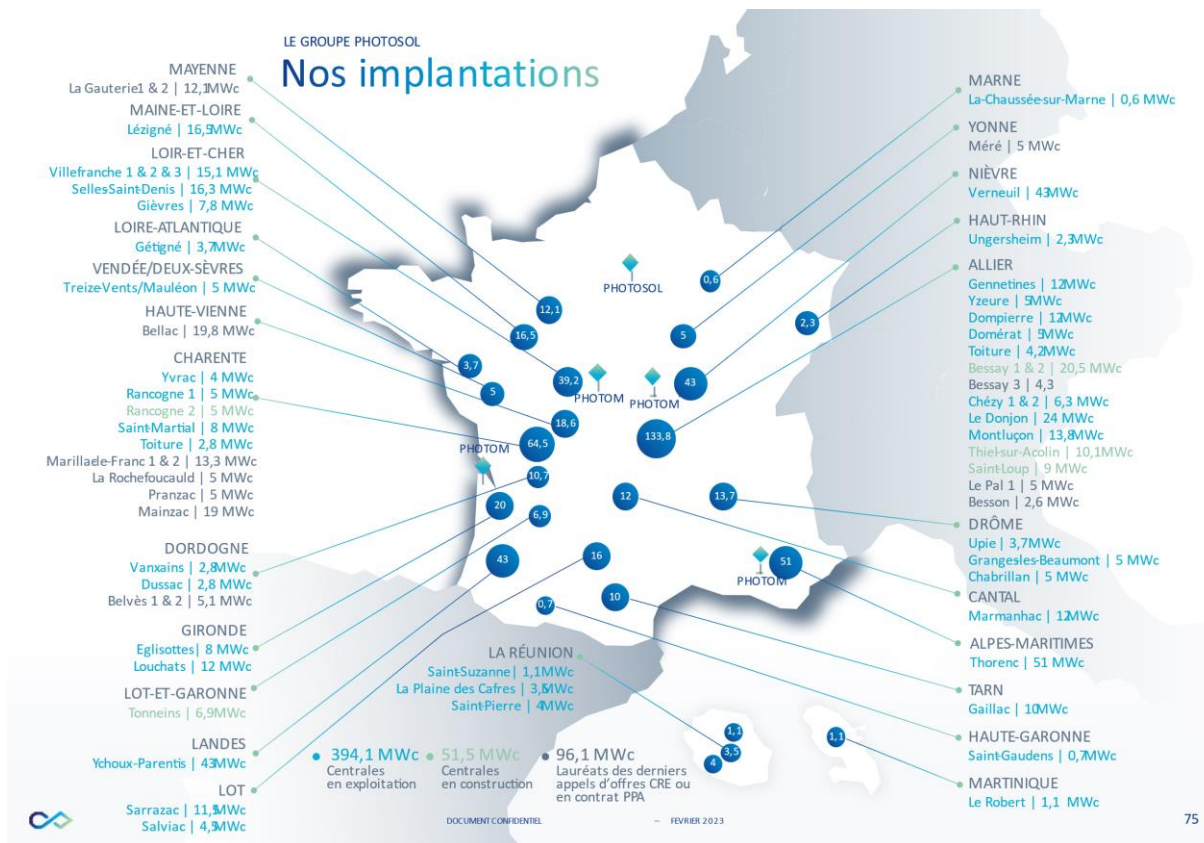 LE GROUPE PHOTOSOL
Nos implantations
MAYENNE
La Gauterie1 & 2 | 12,1MWc
MAINE-ET-LOIRE
Lézigné | 16,5MWc
LOIR-ET-CHER
Villefranche 1 & 2 & 3 | 15,1 MWc
Selles-Saint-Denis | 16,3 MWc
Gièvres | 7,8 MWc
LOIRE-ATLANTIQUE
Gétigné | 3,7MWc
VENDÉE/DEUX-SÈVRES
Treize-Vents/Mauléon | 5 MWc
HAUTE-VIENNE
Bellac | 19,8 MWc
CHARENTE
Yvrac | 4 MWc
Rancogne 1 | 5 MWc
Rancogne 2 | 5 MWc
Saint-Martial | 8 MWc
Toiture | 2,8 MWc
Marillac-le-Franc 1 & 2 | 13,3 MWc
La Rochefoucauld | 5 MWc
Pranzac | 5 MWc
Mainzac | 19 MWc
DORDOGNE
Vanxains | 2,8MWc
Dussac | 2,8 MWc
Belvès 1 & 2 | 5,1 MWc
GIRONDE
Eglisottes | 8 MWc
Louchats | 12 MWc
LOT-ET-GARONNE
Tonneins | 6,9MWc
LANDES
Ychoux-Parentis | 43MWc
LOT
Sarrazac | 11,5MWc
Salviac | 4,5MWc
PHOTOSOL
0,6
12,1
2,3
16,5
5
3,7
39,2
43
5
PHOTOM
PHOTOM
18,6
133,8
64,5
PHOTOM
10,7
12
13,7
20
6,9
43
16
51
PHOTOM
10
0,7
LA RÉUNION
Saint-Suzanne | 1,1MWc
La Plaine des Cafres | 3,5MWc
Saint-Pierre | 4MWc
1,1
3,5
4
1,1
394,1 MWc
Centrales
en exploitation
51,5 MWc
Centrales
en construction
96,1 MWc
Lauréats des derniers
appels d'offres CRE ou
en contrat PPA
MARNE
La-Chaussée-sur-Marne | 0,6 MWc
YONNE
Méré | 5 MWc
NIÈVRE
Verneuil | 43MWc
HAUT-RHIN
Ungersheim | 2,3MWc
ALLIER
Gennetines | 12MWc
Yzeure | 5MWc
Dompierre | 12MWc
Domérat | 5MWc
Toiture | 4,2MWc
Bessay 1 & 2 | 20,5 MWc
Bessay 3 | 4,3
Chézy 1 & 2 | 6,3 MWc
Le Donjon | 24 MWc
Montluçon | 13,8MWc
Thiel-sur-Acolin | 10,1MWc
Saint-Loup | 9 MWc
Le Pal 1 | 5 MWc
Besson | 2,6 MWc
DRÔME
Upie | 3,7MWc
Granges-les-Beaumont | 5 MWc
Chabrillan | 5 MWc
CANTAL
Marmanhac | 12MWc
ALPES-MARITIMES
Thorenc | 51 MWc
TARN
Gaillac | 10MWc
HAUTE-GARONNE
Saint-Gaudens | 0,7MWc
MARTINIQUE
Le Robert | 1,1 MWc
DOCUMENT CONFIDENTIEL
– FEVRIER 2023
75